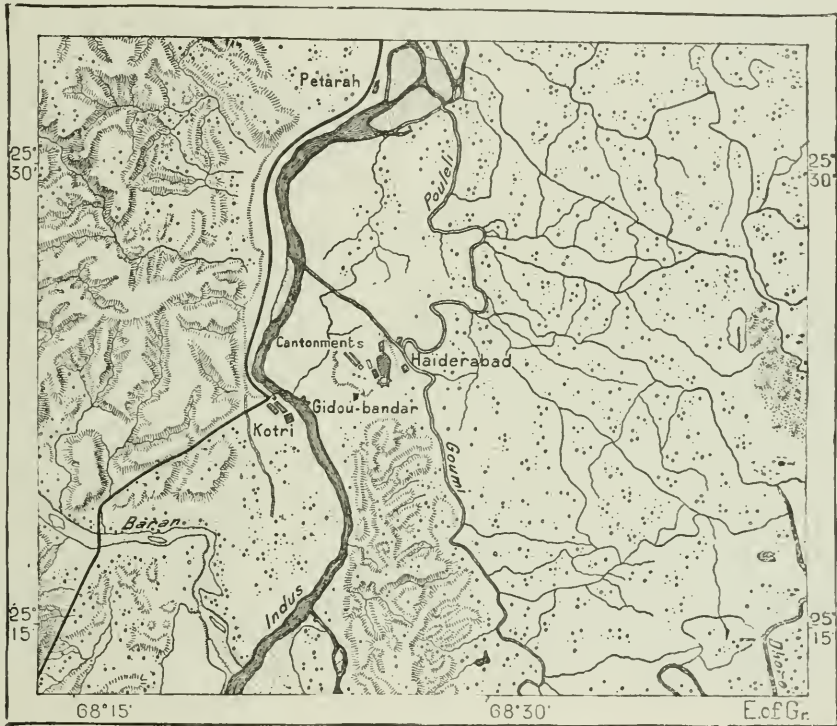 Petarah
25°
30'
25°
30'
Pouleli
Cantonments
Haiderabad
Gidou-bandar
Kotri
Goumi
Baran
Indus
25°
15'
25°
15'
Dhoro
68°15'
68°30'
E.of Gr.